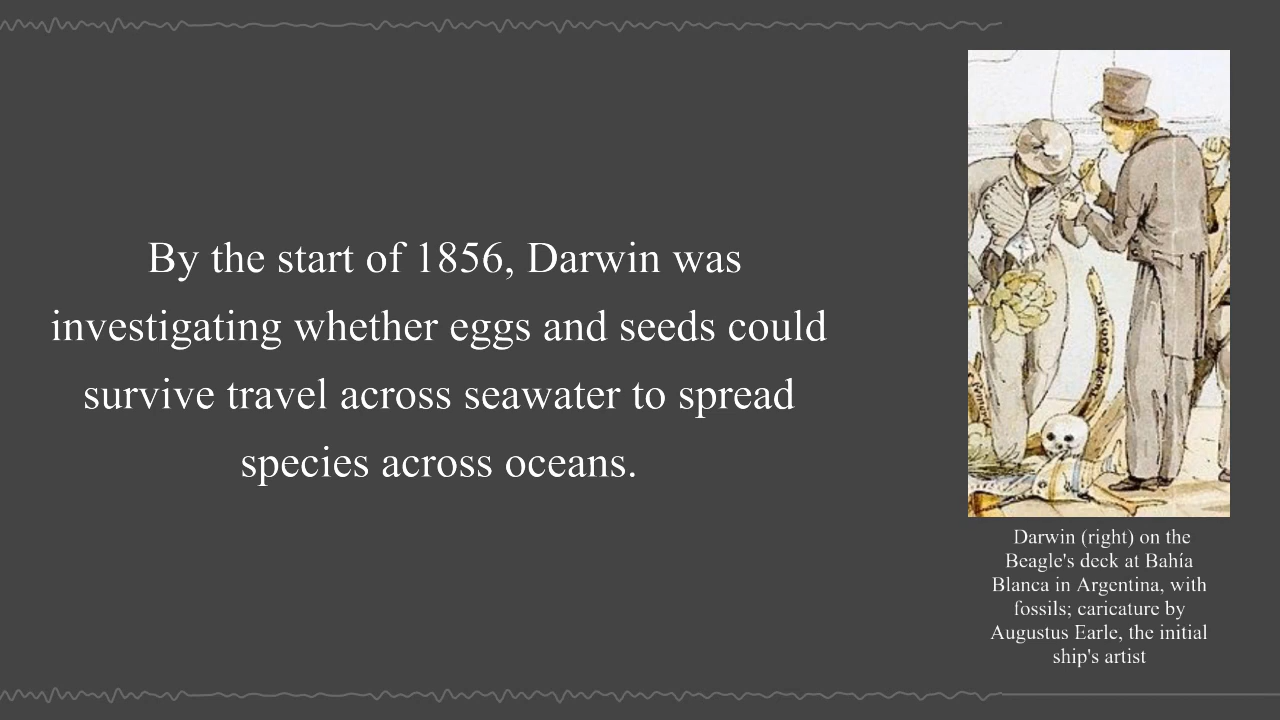 By the start of 1856, Darwin was
investigating whether eggs and seeds could
survive travel across seawater to spread
species across oceans.
Darwin (right) on the
Beagle's deck at Bahía
Blanca in Argentina, with
fossils; caricature by
Augustus Earle, the initial
ship's artist